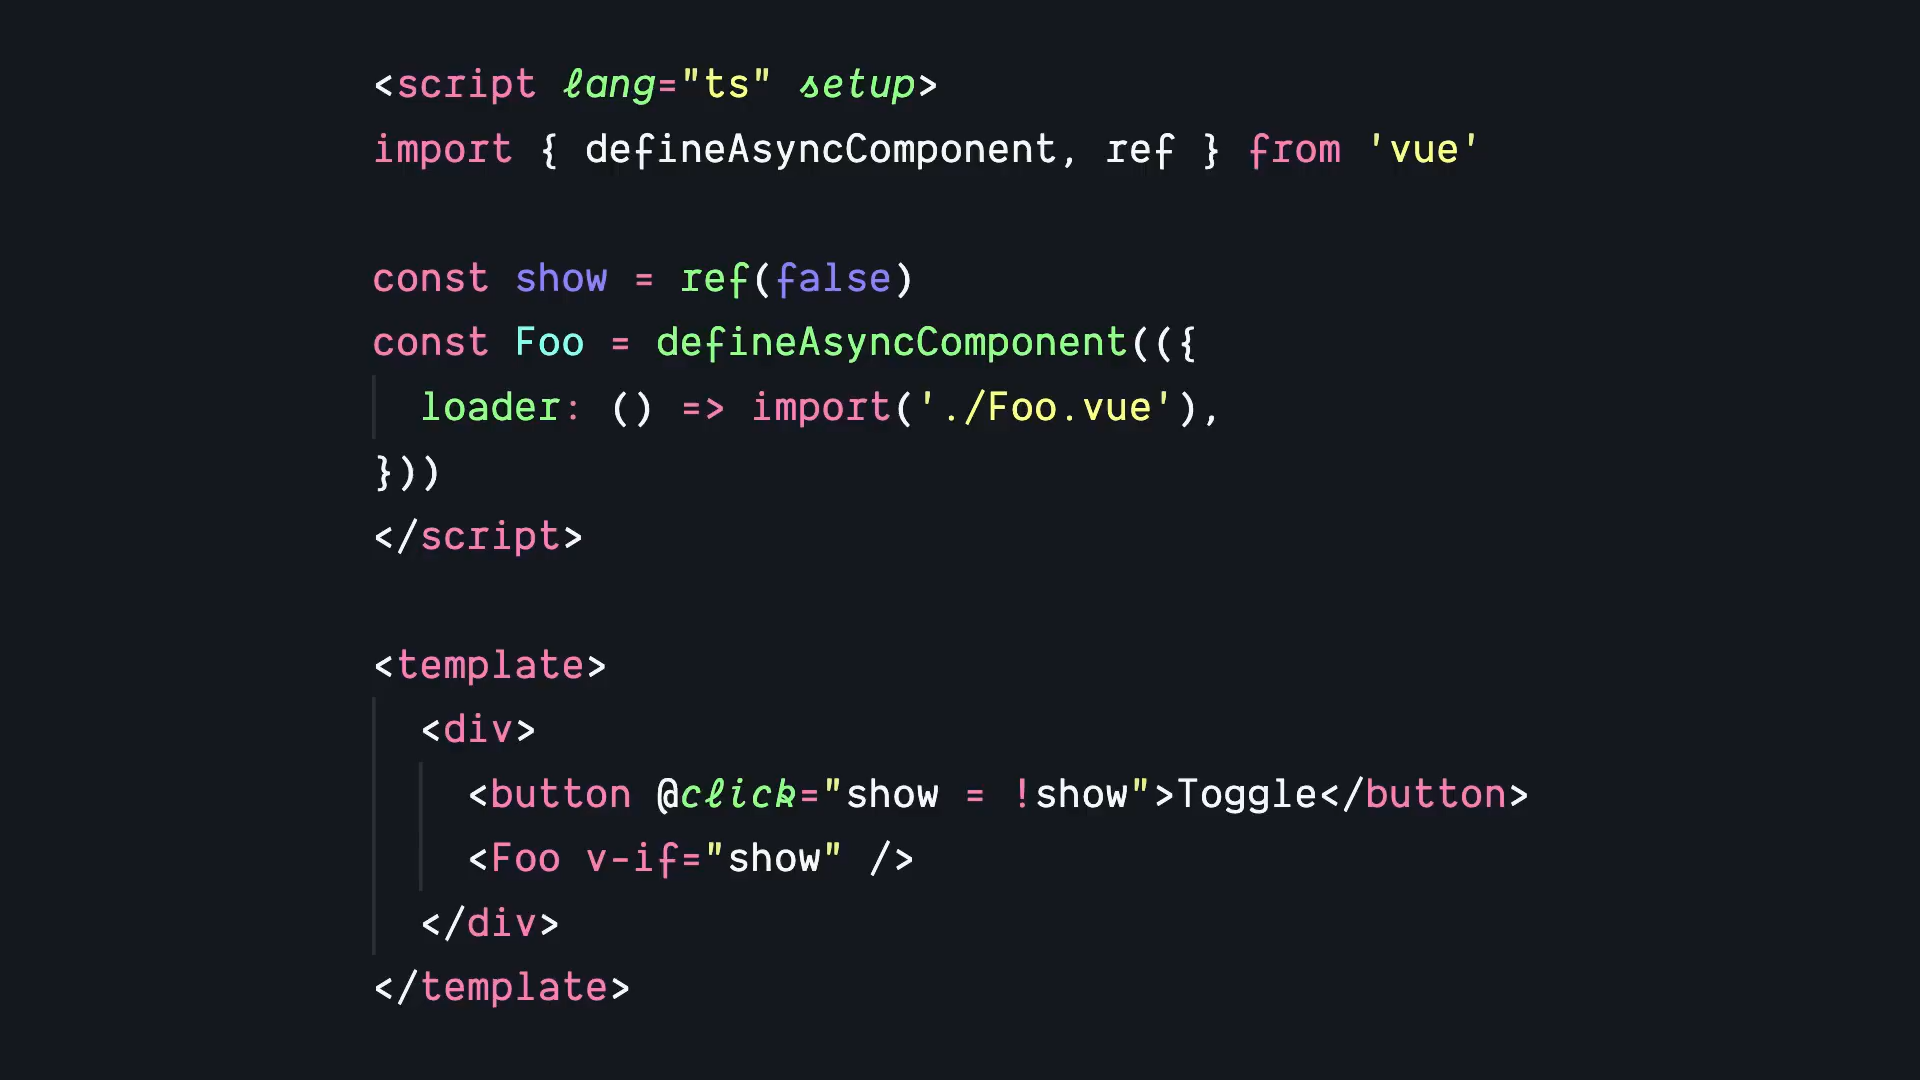 <script lang="ts" setup>
import { defineAsyncComponent, ref } from 'vue'
const show = ref(false)
const Foo = defineAsyncComponent(({
loader: () => import('./Foo.vue'),
}))
</script>
<template>
<div>
<button @click="show = !show">Toggle</button>
<Foo v-if="show" />
</div>
</template>